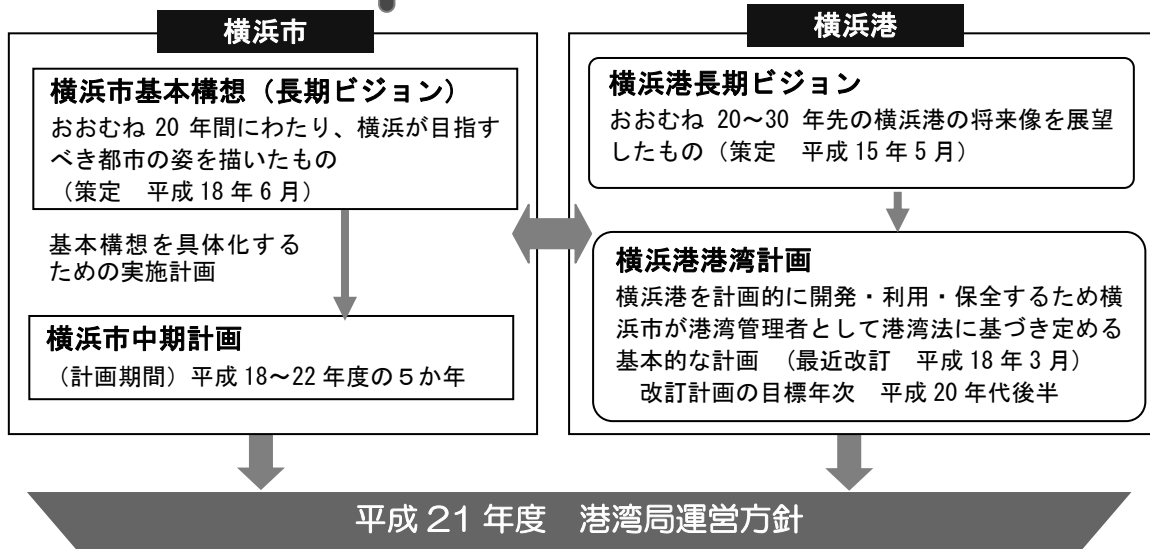 横浜市
横浜市基本構想（長期ビジョン）
おおむね 20 年間にわたり、横浜が目指す
べき都市の姿を描いたもの
（策定　平成 18 年 6 月）
基本構想を具体化する
ための実施計画
横浜市中期計画
（計画期間）平成 18～22 年度の５か年
横浜港
横浜港長期ビジョン
おおむね 20～30 年先の横浜港の将来像を展望
したもの（策定　平成 15 年 5 月）
横浜港港湾計画
横浜港を計画的に開発・利用・保全するため横
浜市が港湾管理者として港湾法に基づき定める
基本的な計画　（最近改訂　平成 18 年 3 月）
改訂計画の目標年次　平成 20 年代後半
平成 21 年度　港湾局運営方針